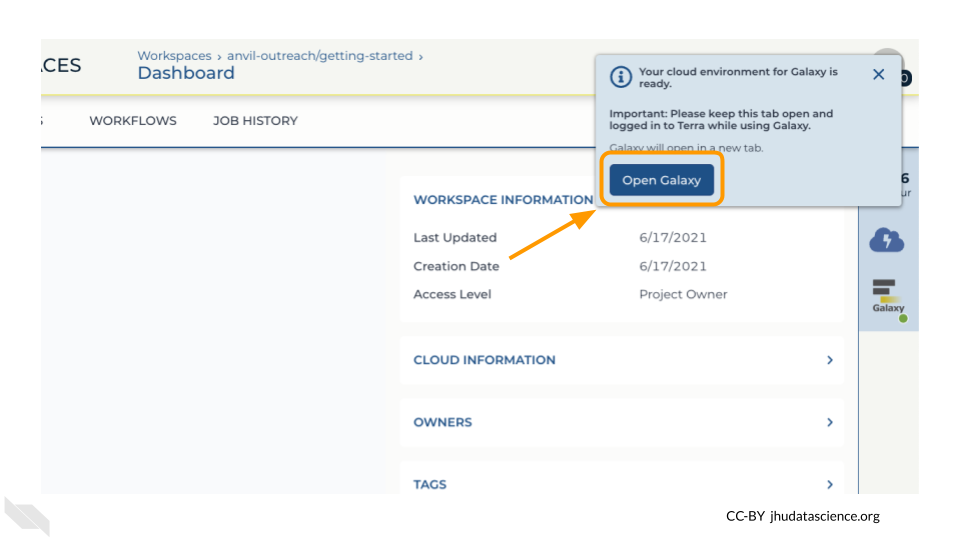 Workspaces › anvil-outreach/getting-started ›
Dashboard
WORKFLOWS
JOB HISTORY
Your cloud environment for Galaxy is
ready.
Important: Please keep this tab open and
logged in to Terra while using Galaxy.
Galaxy will open in a new tab.
Open Galaxy
WORKSPACE INFORMATION
Last Updated 6/17/2021
Creation Date 6/17/2021
Access Level Project Owner
Galaxy
CLOUD INFORMATION
OWNERS
TAGS
CC-BY jhudatascience.org